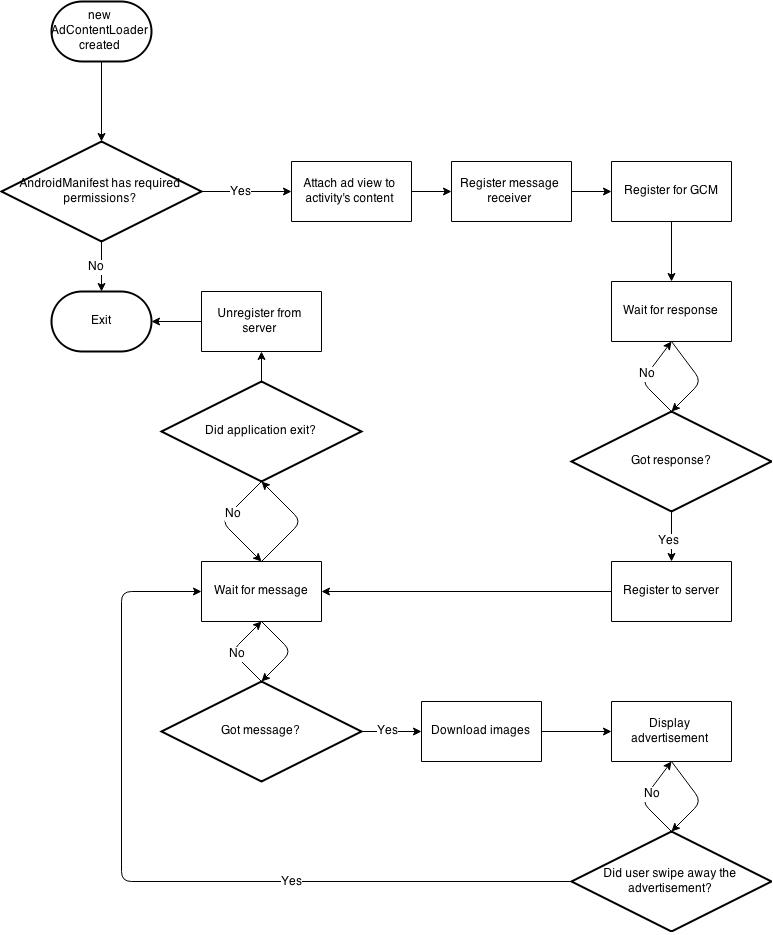 new
AdContentLoader
created
AndroidManifest has required
permissions?
Yes
Attach ad view to
activity's content
Register message
receiver
Register for GCM
No
Exit
Unregister from
server
Wait for response
No
Did application exit?
Got response?
No
Yes
Wait for message
Register to server
No
Got message?
Yes
Download images
Display
advertisement
No
Did user swipe away the
advertisement?
Yes